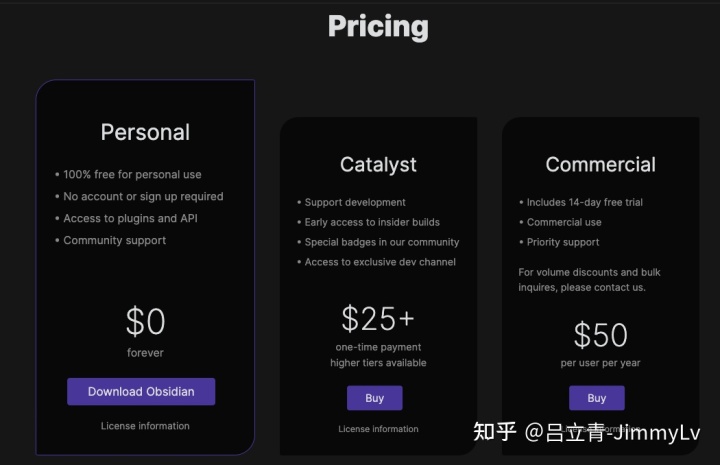 Pricing
Personal
• 100% free for personal use
• No account or sign up required
• Access to plugins and API
• Community support
$0
forever
Download Obsidian
License information
Catalyst
• Support development
• Early access to insider builds
• Special badges in our community
• Access to exclusive dev channel
$25+
one-time payment
higher tiers available
Buy
License information
Commercial
• Includes 14-day free trial
• Commercial use
• Priority support
For volume discounts and bulk
inquires, please contact us.
$50
per user per year
Buy
License information
知乎 @吕立青-JimmyLv